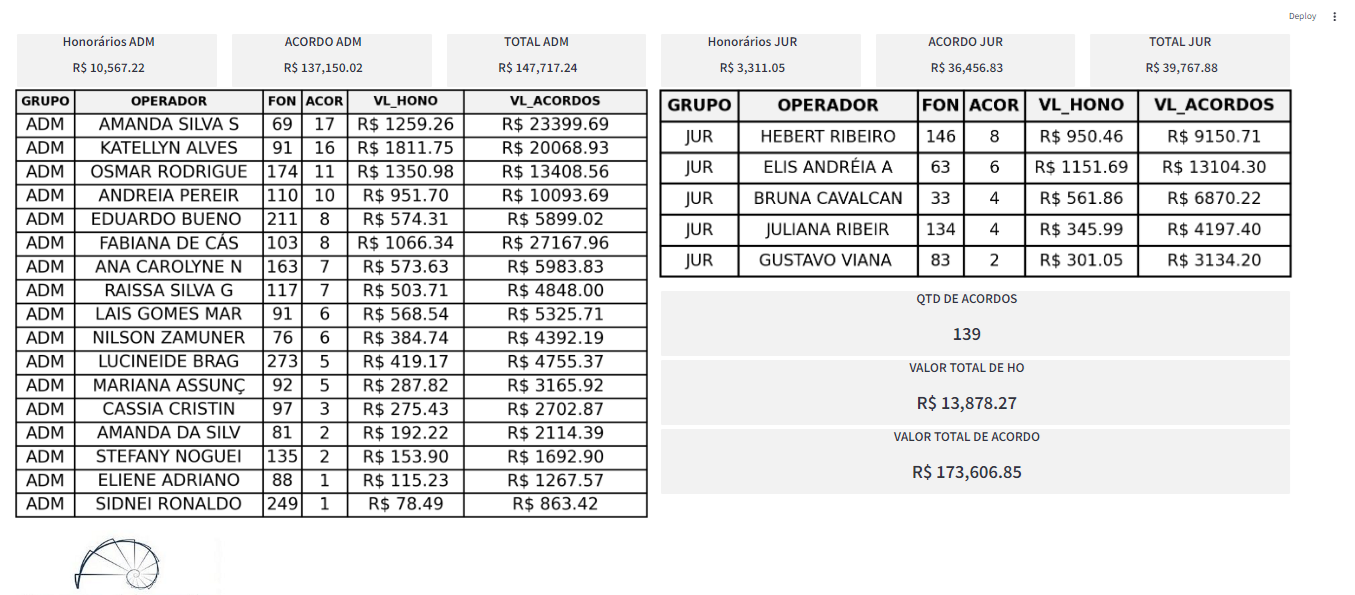 Deploy
Honorários ADM
R$ 10,567.22
ACORDO ADM
R$ 137,150.02
TOTAL ADM
R$ 147,717.24
GRUPO OPERADOR FON ACOR VL_HONO VL_ACORDOS
ADM AMANDA SILVA S 69 17 R$ 1259.26 R$ 23399.69
ADM KATELLYN ALVES 91 16 R$ 1811.75 R$ 20068.93
ADM OSMAR RODRIGUE 174 11 R$ 1350.98 R$ 13408.56
ADM ANDREIA PEREIR 110 10 R$ 951.70 R$ 10093.69
ADM EDUARDO BUENO 211 8 R$ 574.31 R$ 5899.02
ADM FABIANA DE CÁS 103 8 R$ 1066.34 R$ 27167.96
ADM ANA CAROLYNE N 163 7 R$ 573.63 R$ 5983.83
ADM RAISSA SILVA G 117 7 R$ 503.71 R$ 4848.00
ADM LAIS GOMES MAR 91 6 R$ 568.54 R$ 5325.71
ADM NILSON ZAMUNER 76 6 R$ 384.74 R$ 4392.19
ADM LUCINEIDE BRAG 273 5 R$ 419.17 R$ 4755.37
ADM MARIANA ASSUNÇ 92 5 R$ 287.82 R$ 3165.92
ADM CASSIA CRISTIN 97 3 R$ 275.43 R$ 2702.87
ADM AMANDA DA SILV 81 2 R$ 192.22 R$ 2114.39
ADM STEFANY NOGUEI 135 2 R$ 153.90 R$ 1692.90
ADM ELIENE ADRIANO 88 1 R$ 115.23 R$ 1267.57
ADM SIDNEI RONALDO 249 1 R$ 78.49 R$ 863.42
Honorários JUR
R$ 3,311.05
ACORDO JUR
R$ 36,456.83
TOTAL JUR
R$ 39,767.88
GRUPO OPERADOR FON ACOR VL_HONO VL_ACORDOS
JUR HEBERT RIBEIRO 146 8 R$ 950.46 R$ 9150.71
JUR ELIS ANDRÉIA A 63 6 R$ 1151.69 R$ 13104.30
JUR BRUNA CAVALCAN 33 4 R$ 561.86 R$ 6870.22
JUR JULIANA RIBEIR 134 4 R$ 345.99 R$ 4197.40
JUR GUSTAVO VIANA 83 2 R$ 301.05 R$ 3134.20
QTD DE ACORDOS
139
VALOR TOTAL DE HO
R$ 13,878.27
VALOR TOTAL DE ACORDO
R$ 173,606.85